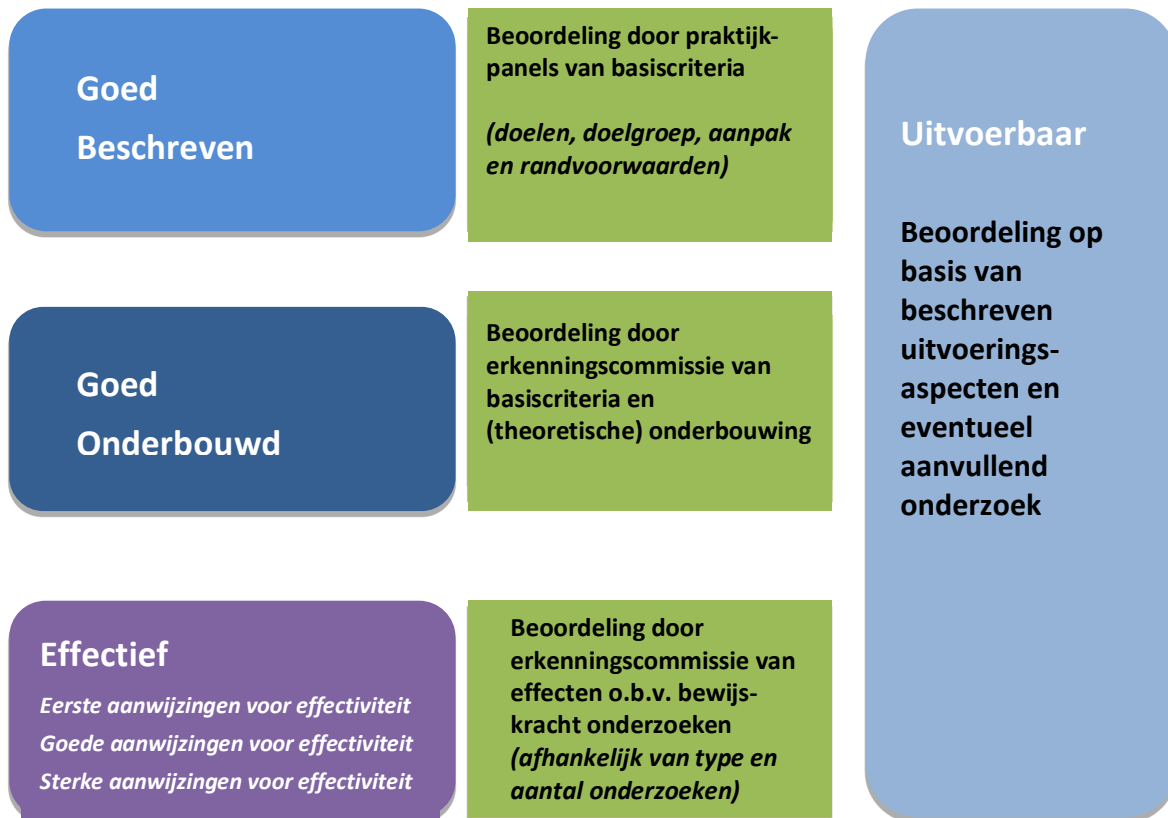 Goed
Beschreven
Beoordeling door praktijk-
panels van basiscriteria
(doelen, doelgroep, aanpak
en randvoorwaarden)
Goed
Onderbouwd
Beoordeling door
erkenningscommissie van
basiscriteria en
(theoretische) onderbouwing
Effectief
Eerste aanwijzingen voor effectiviteit
Goede aanwijzingen voor effectiviteit
Sterke aanwijzingen voor effectiviteit
Beoordeling door
erkenningscommissie van
effecten o.b.v. bewijs-
kracht onderzoeken
(afhankelijk van type en
aantal onderzoeken)
Uitvoerbaar
Beoordeling op
basis van
beschreven
uitvoerings-
aspecten en
eventueel
aanvullend
onderzoek